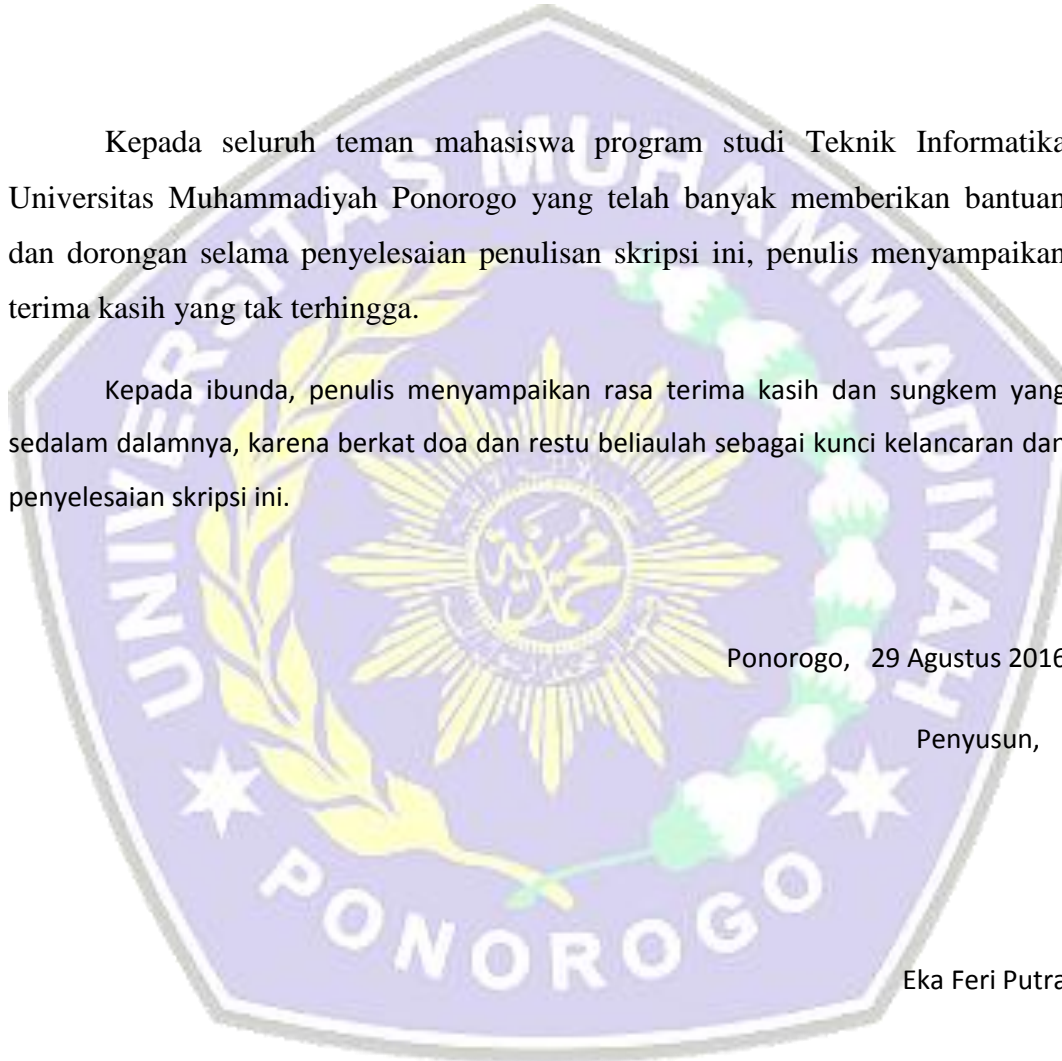 Kepada seluruh teman mahasiswa program studi Teknik Informatika
Universitas Muhammadiyah Ponorogo yang telah banyak memberikan bantuan
dan dorongan selama penyelesaian penulisan skripsi ini, penulis menyampaikan
terima kasih yang tak terhingga.
Kepada ibunda, penulis menyampaikan rasa terima kasih dan sungkem yang
sedalam dalamnya, karena berkat doa dan restu beliaulah sebagai kunci kelancaran dan
penyelesaian skripsi ini.
Ponorogo, 29 Agustus 2016
Penyusun,
Eka Feri Putra
UNIVERSITAS MUHAMMADIYAH
PONOROGO
محمدية